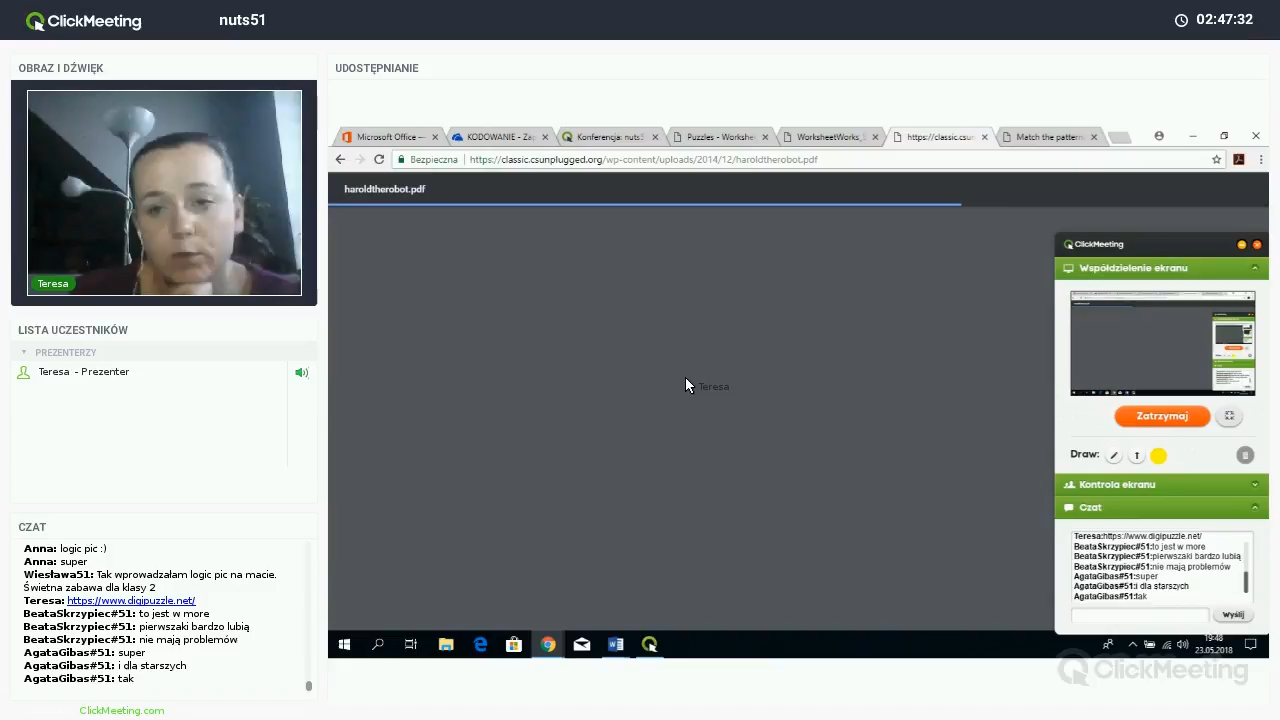 ClickMeeting
nuts51
02:47:32
OBRAZ I DŹWIĘK
Teresa
LISTA UCZESTNIKÓW
PREZENTERZY
Teresa - Prezenter
CZAT
Anna: logic pic :)
Anna: super
Wiesława51: Tak wprowadzałam logic pic na macie.
Świetna zabawa dla klasy 2
Teresa: https://www.digipuzzle.net/
BeataSkrzypiec#51: to jest w more
BeataSkrzypiec#51: pierwszaki bardzo lubią
BeataSkrzypiec#51: nie mają problemów
AgataGibas#51: super
AgataGibas#51: i dla starszych
AgataGibas#51: tak
ClickMeeting.com
UDOSTĘPNIANIE
Microsoft Office —
KODOWANIE - Zap
Konferencja: nuts5
Puzzles - Workshe
WorksheetWorks.
https://classic.csun
Match the pattern
Bezpieczna
https://classic.csunplugged.org/wp-content/uploads/2014/12/haroldtherobot.pdf
haroldtherobot.pdf
Teresa
ClickMeeting
Współdzielenie ekranu
Zatrzymaj
Draw:
Kontrola ekranu
Czat
Teresa:https://www.digipuzzle.net/
BeataSkrzypiec#51:to jest w more
BeataSkrzypiec#51:pierwszaki bardzo lubią
BeataSkrzypiec#51:nie mają problemów
AgataGibas#51:super
AgataGibas#51:i dla starszych
AgataGibas#51:tak
Wyślij
19:48
23.05.2018
ClickMeeting